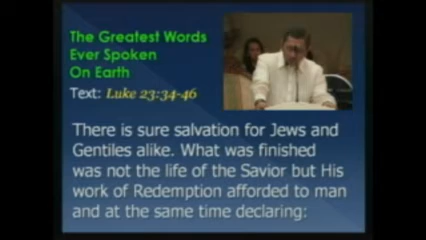 The Greatest Words
Ever Spoken
On Earth
Text: Luke 23:34-46
There is sure salvation for Jews and
Gentiles alike. What was finished
was not the life of the Savior but His
work of Redemption afforded to man
and at the same time declaring: